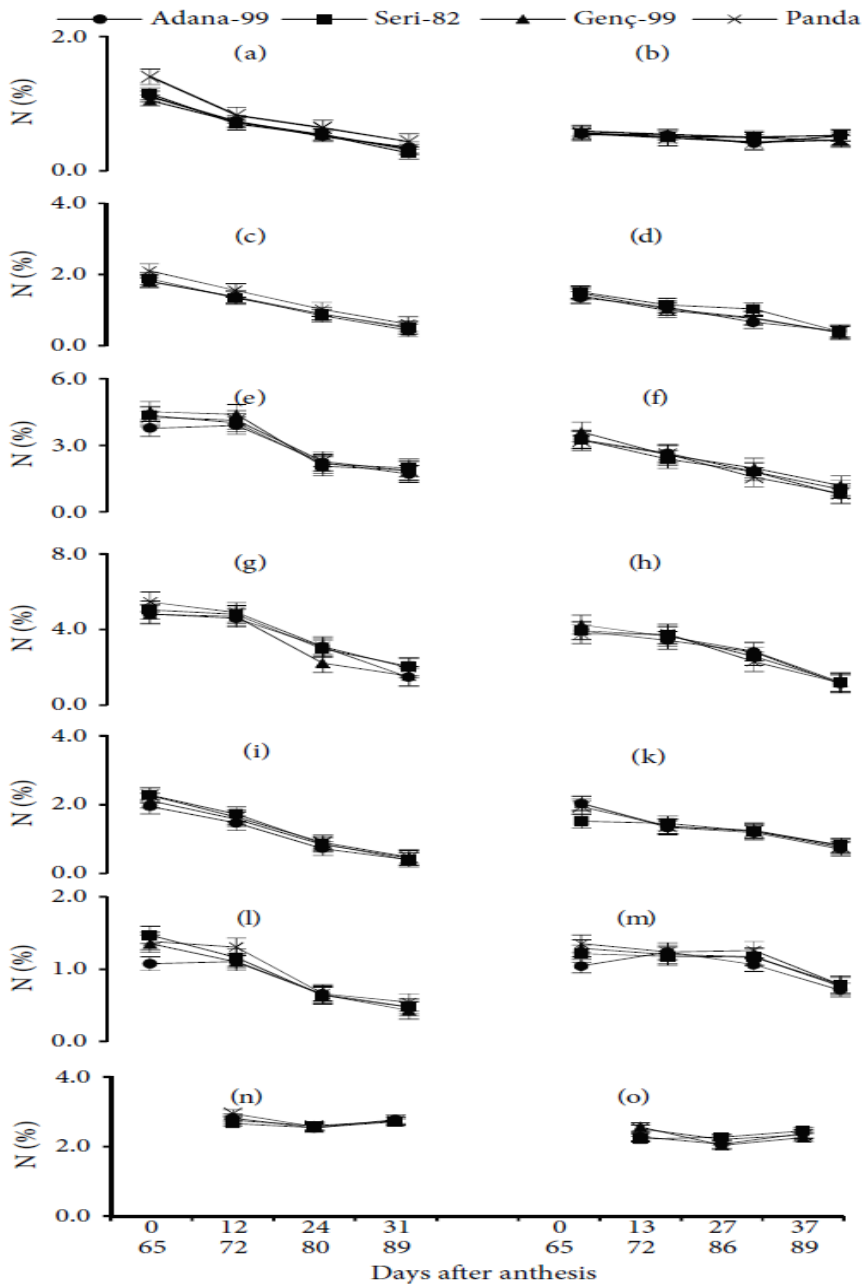 Adana-99 Seri-82 Genç-99 Panda
2.0 (a) (b)
N (%)
0.0
4.0
(c) (d)
N (%)
2.0
0.0
6.0
(e) (f)
N (%)
3.0
0.0
8.0
(g) (h)
N (%)
4.0
0.0
4.0
(i) (k)
N (%)
2.0
0.0
2.0
(l) (m)
N (%)
1.0
0.0
4.0
(n) (o)
N (%)
2.0
0.0
0 12 24 31 0 13 27 37
65 72 80 89 65 72 86 89
Days after anthesis